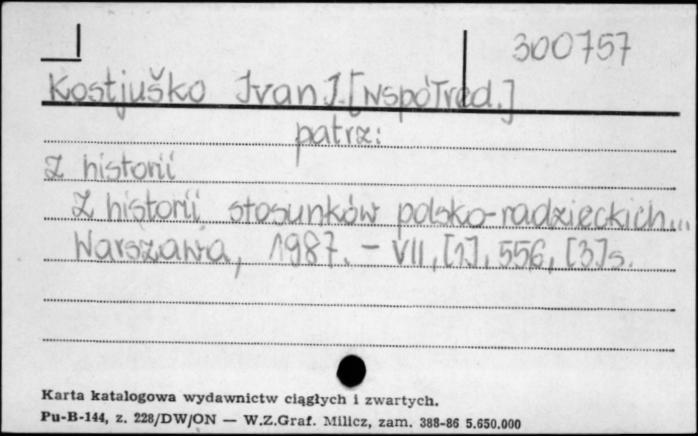 300757
Kostjuško Ivan I. [współred.]
patrz:
Z historii
Z historii stosunków polsko-radzieckich...
Warszawa, 1987. - VII, [1], 556, [3] s.
Karta katalogowa wydawnictw ciągłych i zwartych.
Pu-B-144, z. 228/DW/ON — W.Z.Graf. Milicz, zam. 388-86 5.650.000